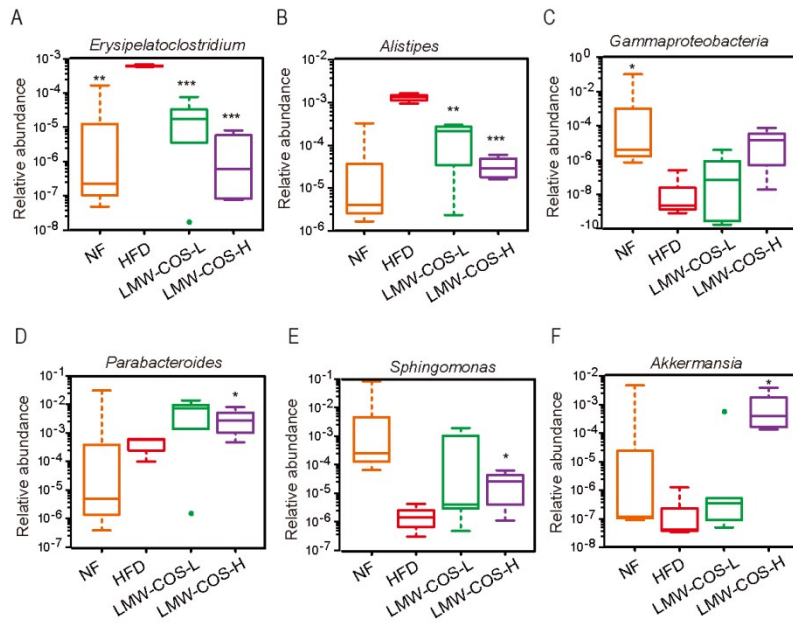 A
Erysipelatoclostridium
Relative abundance
10⁻³
10⁻⁴
10⁻⁵
10⁻⁶
10⁻⁷
10⁻⁸
**
***
***
NF
HFD
LMW-COS-L
LMW-COS-H
B
Alistipes
Relative abundance
10⁻²
10⁻³
10⁻⁴
10⁻⁵
10⁻⁶
**
***
NF
HFD
LMW-COS-L
LMW-COS-H
C
Gammaproteobacteria
Relative abundance
10⁰
10⁻²
10⁻⁴
10⁻⁶
10⁻⁸
-10
*
NF
HFD
LMW-COS-L
LMW-COS-H
D
Parabacteroides
Relative abundance
10⁻¹
10⁻²
10⁻³
10⁻⁴
10⁻⁵
10⁻⁶
10⁻⁷
*
NF
HFD
LMW-COS-L
LMW-COS-H
E
Sphingomonas
Relative abundance
10⁻¹
10⁻²
10⁻³
10⁻⁴
10⁻⁵
10⁻⁶
10⁻⁷
*
NF
HFD
LMW-COS-L
LMW-COS-H
F
Akkermansia
Relative abundance
10⁻²
10⁻³
10⁻⁴
10⁻⁵
10⁻⁶
10⁻⁷
10⁻⁸
*
NF
HFD
LMW-COS-L
LMW-COS-H